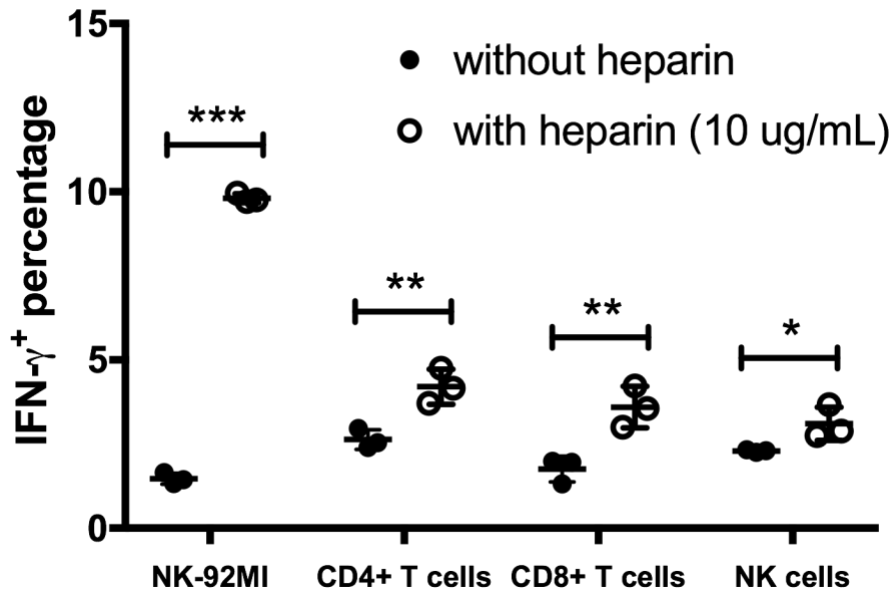 15
without heparin
with heparin (10 ug/mL)
***
10
IFN-γ+ percentage
**
**
*
5
0
NK-92MI
CD4+ T cells
CD8+ T cells
NK cells